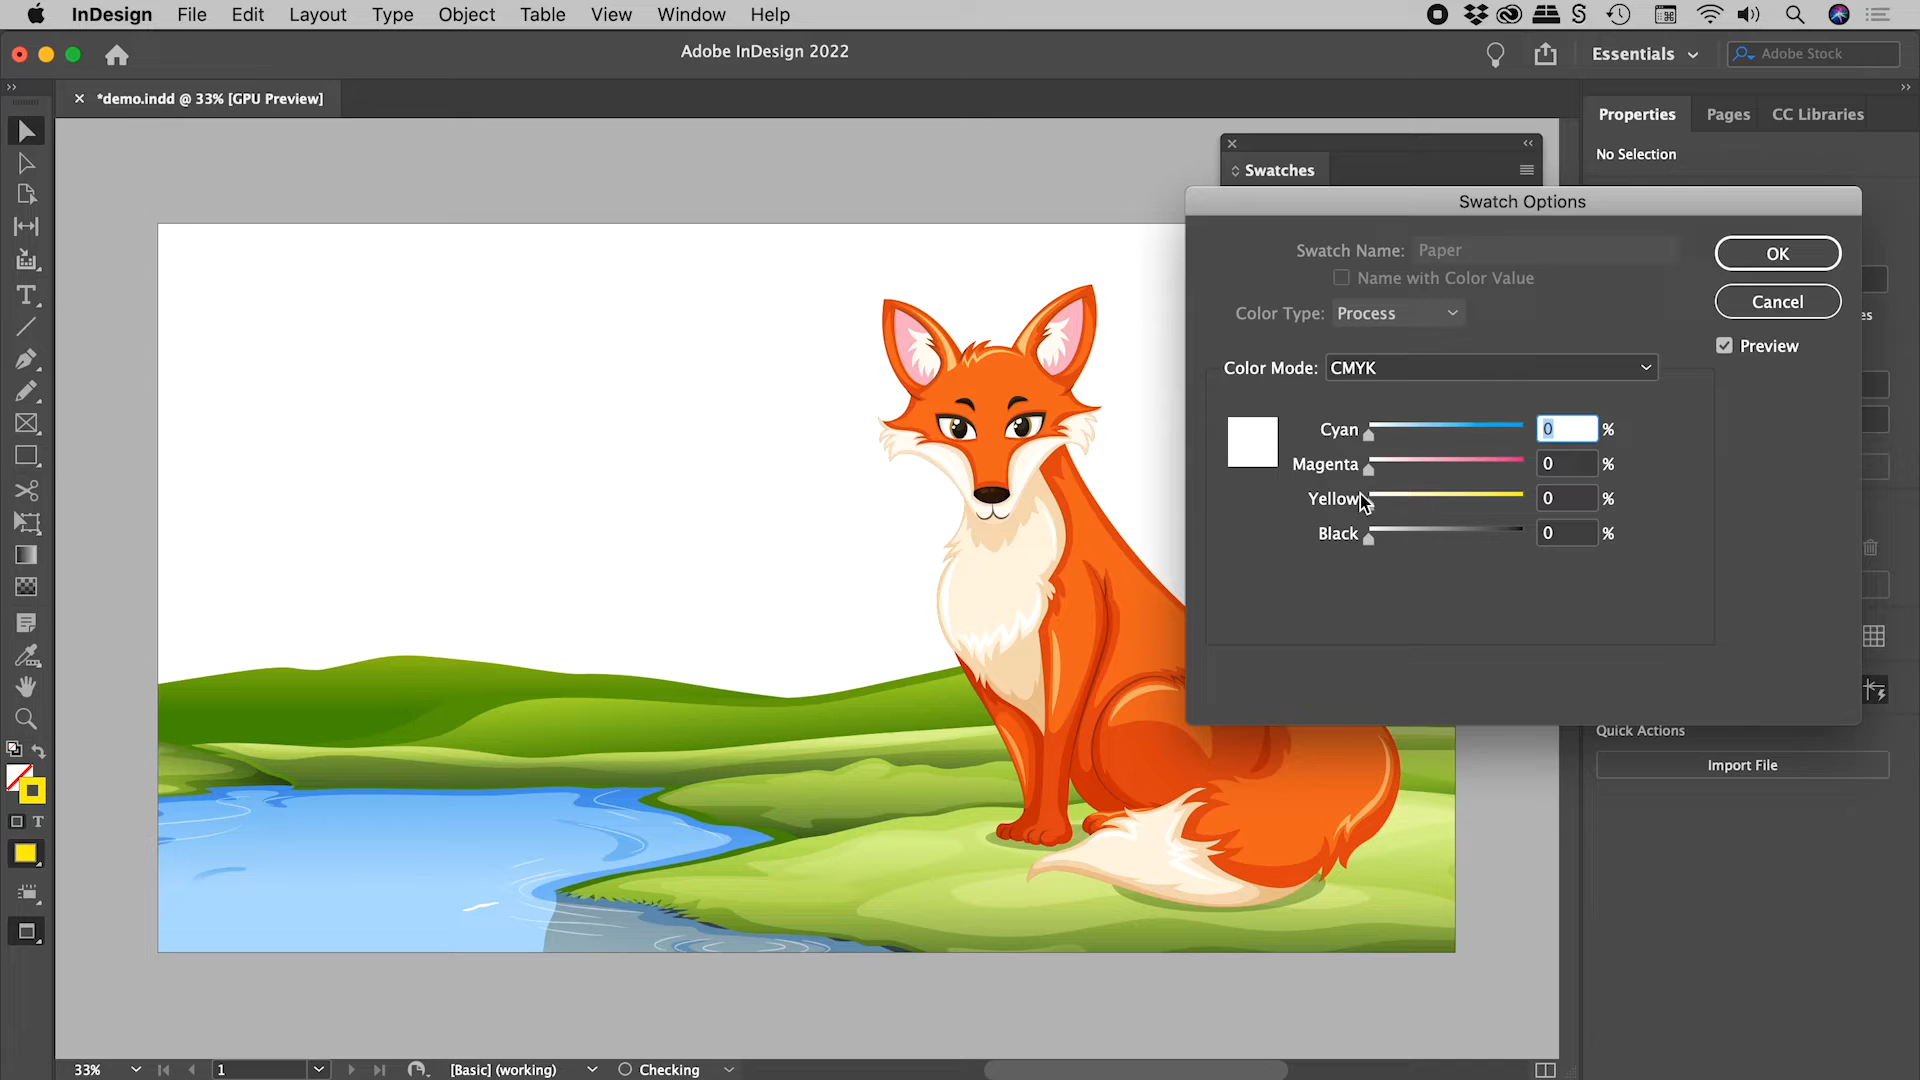 InDesign File Edit Layout Type Object Table View Window Help
Adobe InDesign 2022
Essentials
Adobe Stock
*demo.indd @ 33% [GPU Preview]
Properties Pages CC Libraries
No Selection
Swatches
Swatch Options
Swatch Name: Paper
OK
Name with Color Value
Cancel
Color Type: Process
es
Preview
Color Mode: CMYK
Cyan 0 %
Magenta 0 %
Yellow 0 %
Black 0 %
Quick Actions
Import File
T
T
33% 1 [Basic] (working) Checking